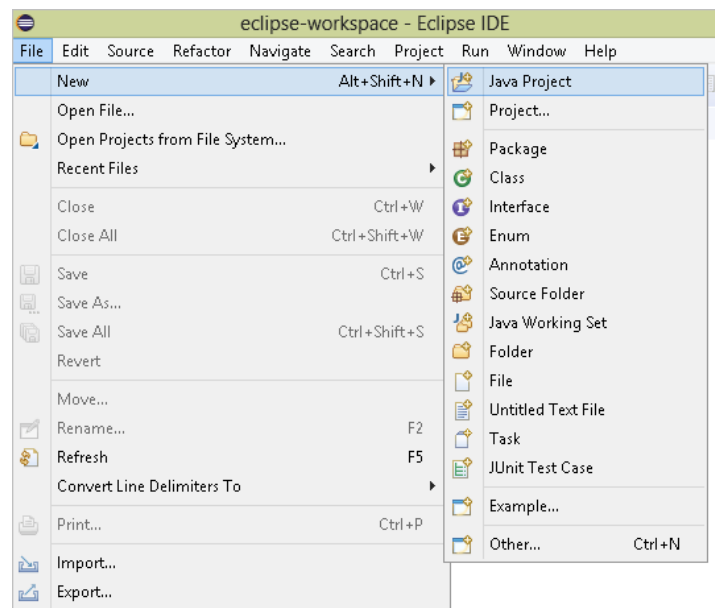 eclipse-workspace - Eclipse IDE
File Edit Source Refactor Navigate Search Project Run Window Help
New Alt+Shift+N
Open File...
Open Projects from File System...
Recent Files
Close Ctrl+W
Close All Ctrl+Shift+W
Save Ctrl+S
Save As...
Save All Ctrl+Shift+S
Revert
Move...
Rename... F2
Refresh F5
Convert Line Delimiters To
Print... Ctrl+P
Import...
Export...
Java Project
Project...
Package
Class
Interface
Enum
Annotation
Source Folder
Java Working Set
Folder
File
Untitled Text File
Task
JUnit Test Case
Example...
Other... Ctrl+N